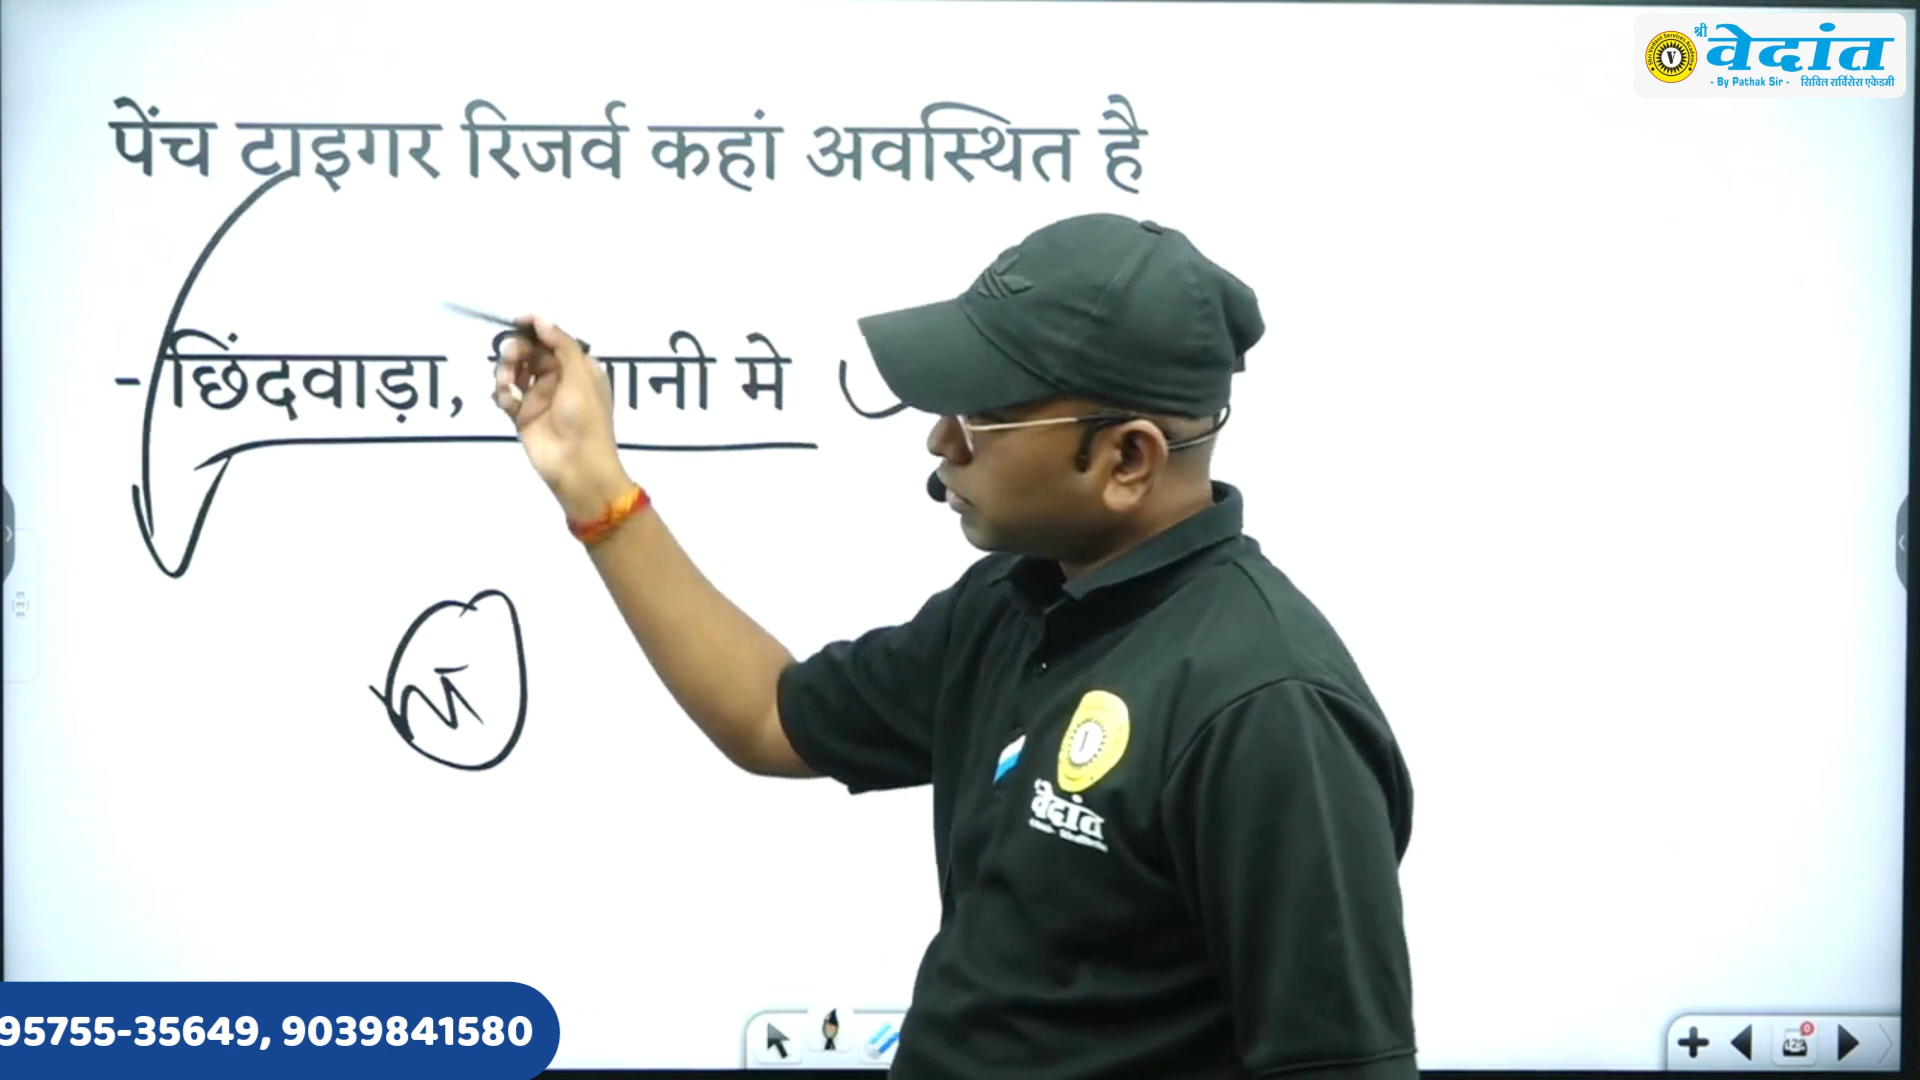 श्री वेदांत
- By Pathak Sir - सिविल सर्विसेस एकेडमी
पेंच टाइगर रिजर्व कहां अवस्थित है
- छिंदवाड़ा, मे
वेदांत
95755-35649, 9039841580